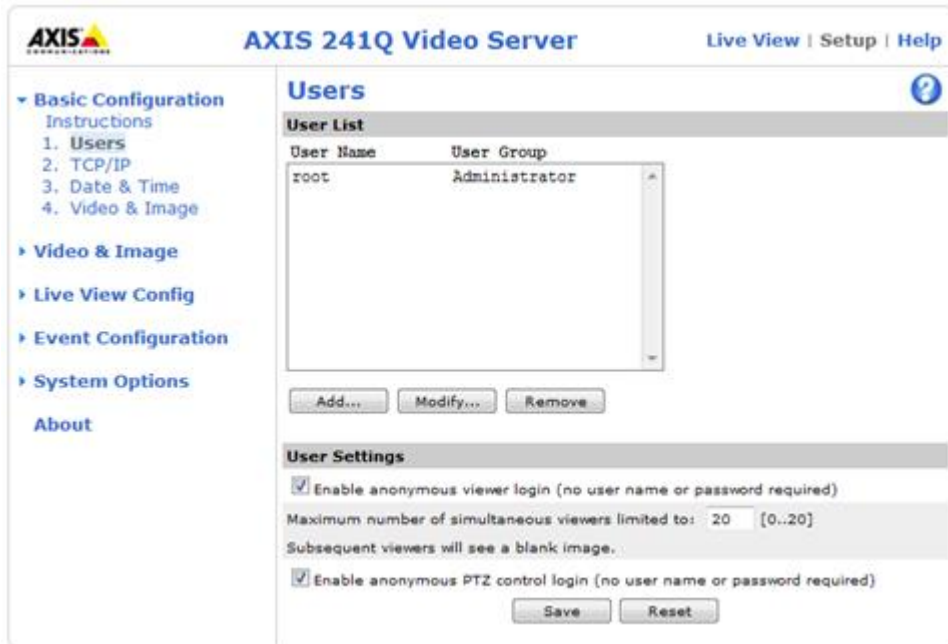 AXIS
COMMUNICATIONS
AXIS 241Q Video Server
Live View | Setup | Help
Basic Configuration
Instructions
1. Users
2. TCP/IP
3. Date & Time
4. Video & Image
Video & Image
Live View Config
Event Configuration
System Options
About
Users
?
User List
User Name User Group
root Administrator
Add... Modify... Remove
User Settings
Enable anonymous viewer login (no user name or password required)
Maximum number of simultaneous viewers limited to: 20 [0..20]
Subsequent viewers will see a blank image.
Enable anonymous PTZ control login (no user name or password required)
Save Reset